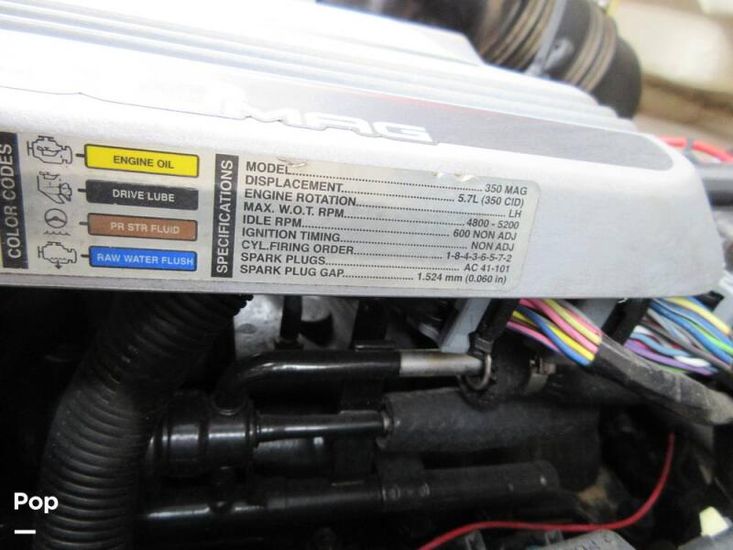 MAG
COLOR CODES
ENGINE OIL
DRIVE LUBE
PR STR FLUID
RAW WATER FLUSH
SPECIFICATIONS
MODEL..................350 MAG
DISPLACEMENT..................5.7L (350 CID)
ENGINE ROTATION..................LH
MAX. W.O.T. RPM..................4800 - 5200
IDLE RPM..................600 NON ADJ
IGNITION TIMING..................NON ADJ
CYL.FIRING ORDER..................1-8-4-3-6-5-7-2
SPARK PLUGS..................AC 41-101
SPARK PLUG GAP..................1.524 mm (0.060 in)
Pop